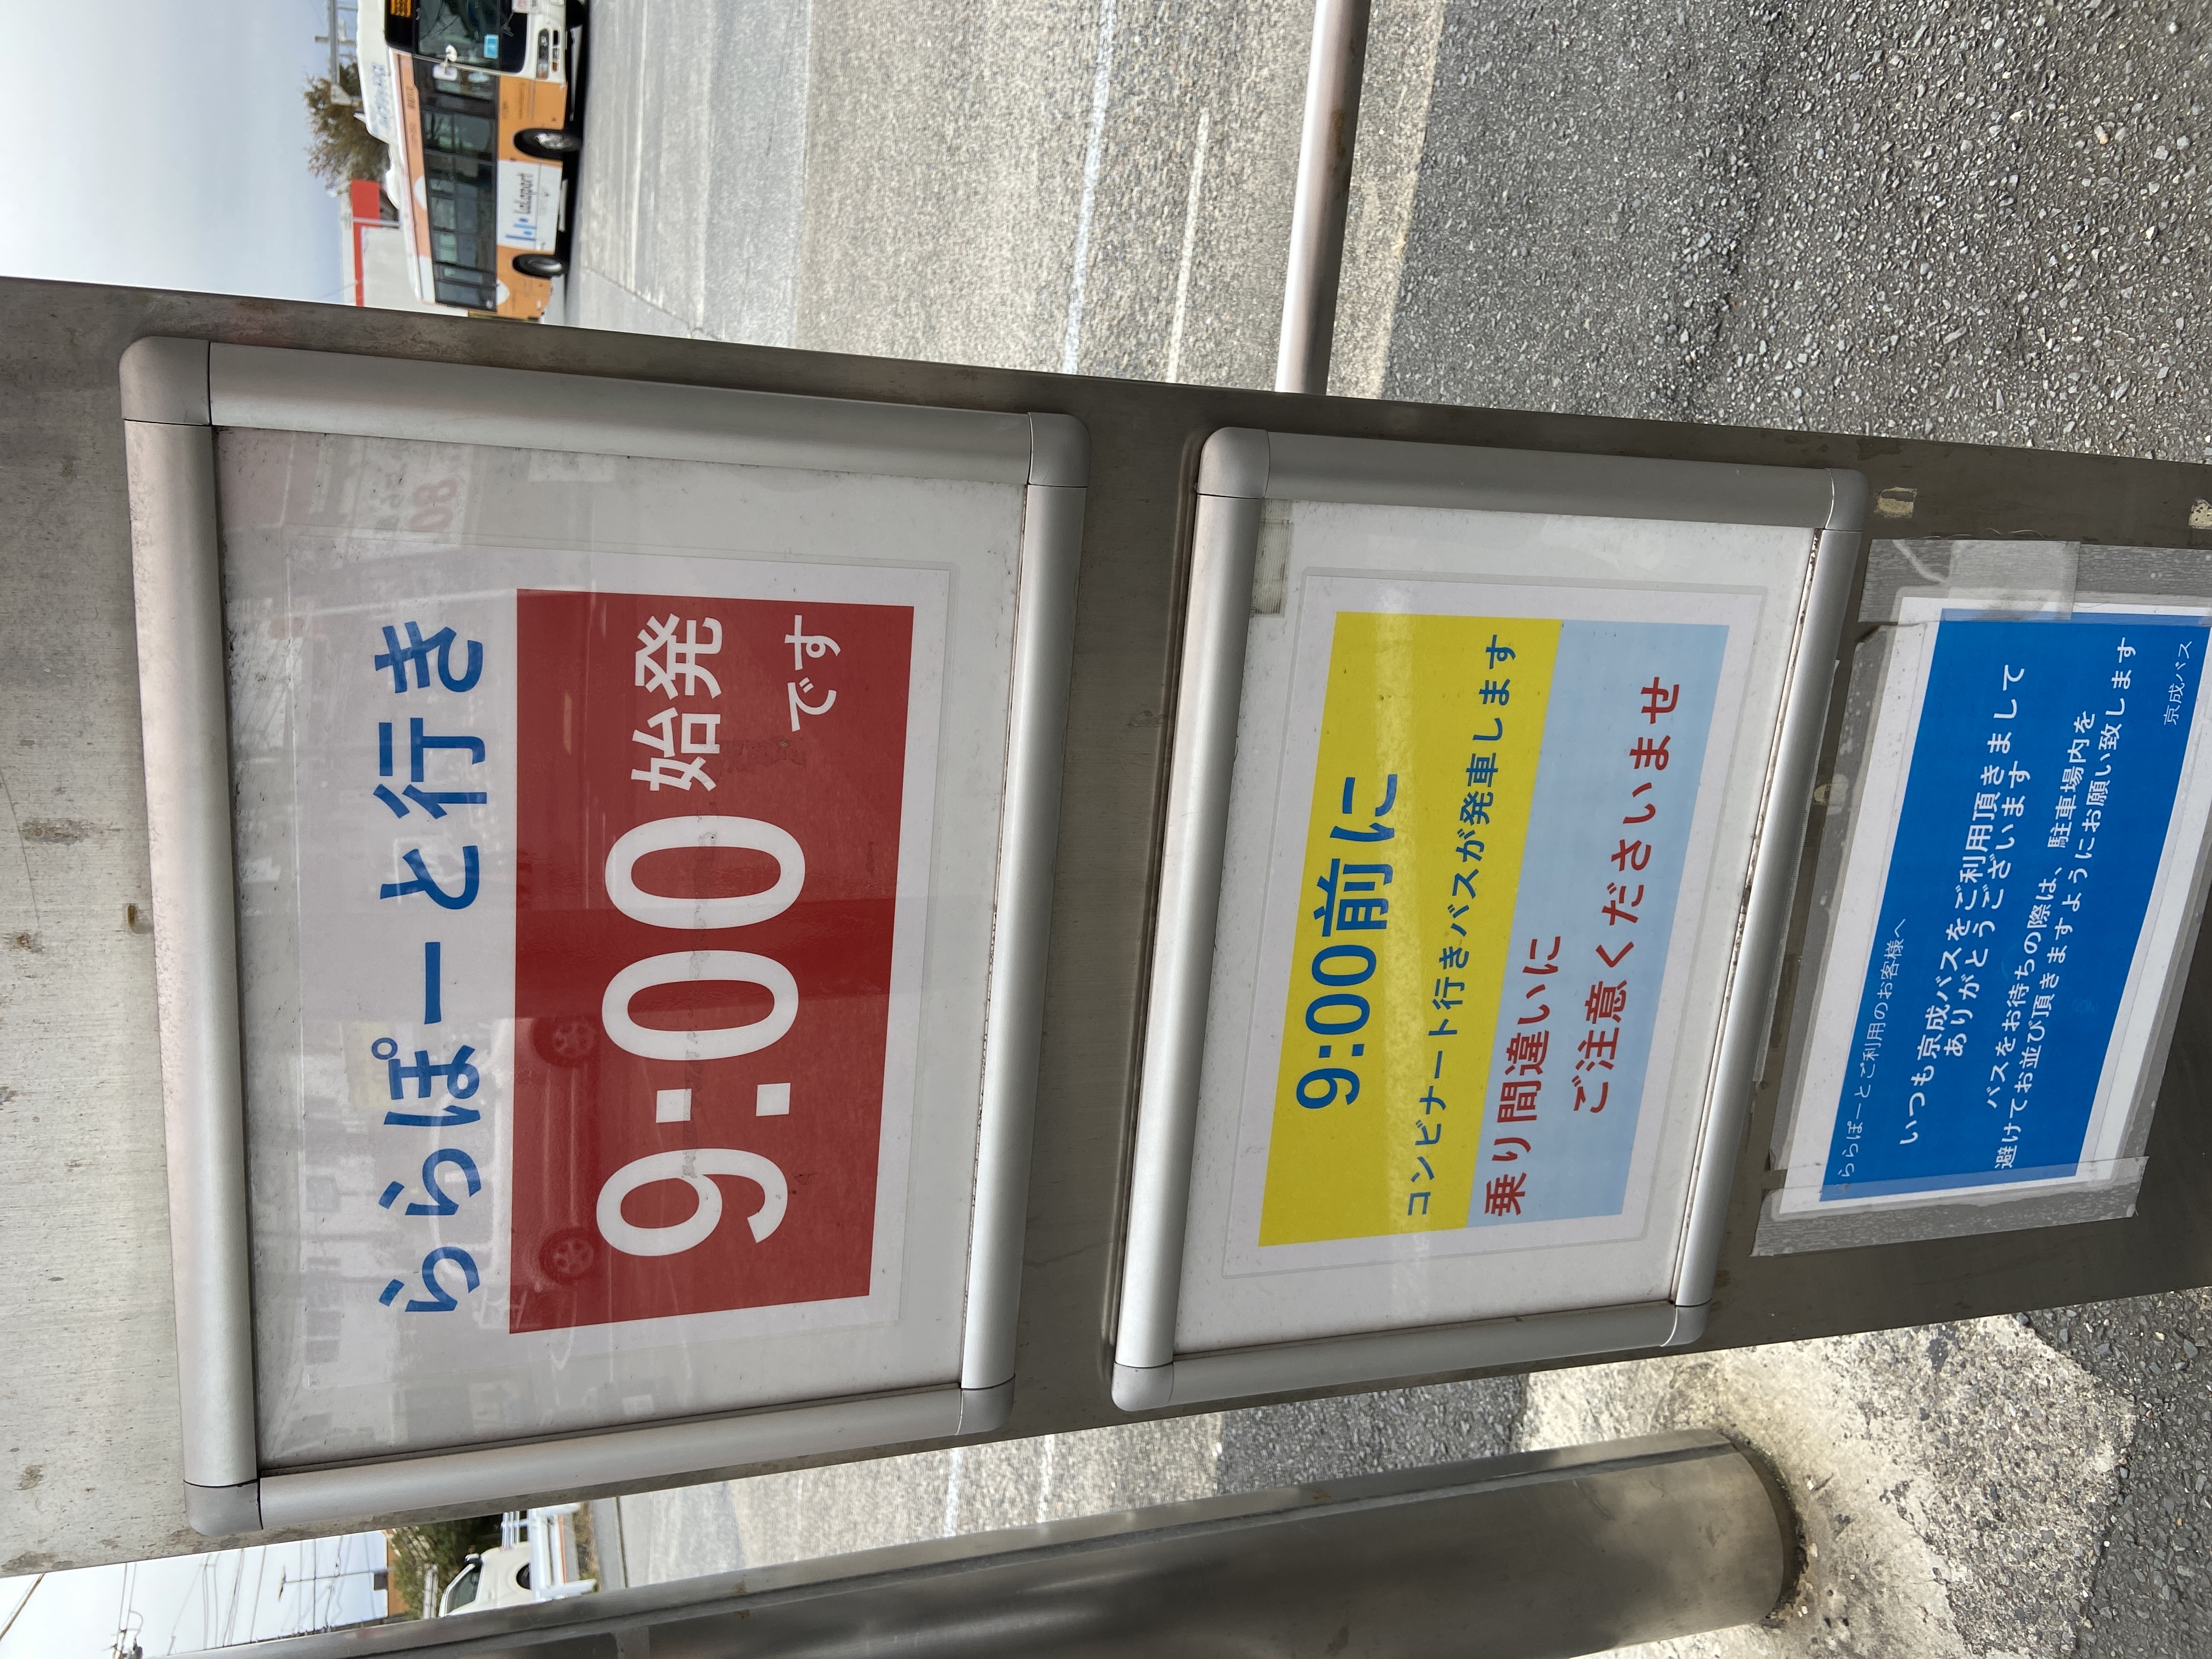 ららぽーと行き
9:00 始発
です
9:00前に
コンビナート行きバスが発車します
乗り間違いに
ご注意くださいませ
ららぽーとご利用のお客様へ
いつも京成バスをご利用頂きまして
ありがとうございます
バスをお待ちの際は、駐車場内を
避けてお並び頂きますようにお願い致します
京成バス
LaLaport